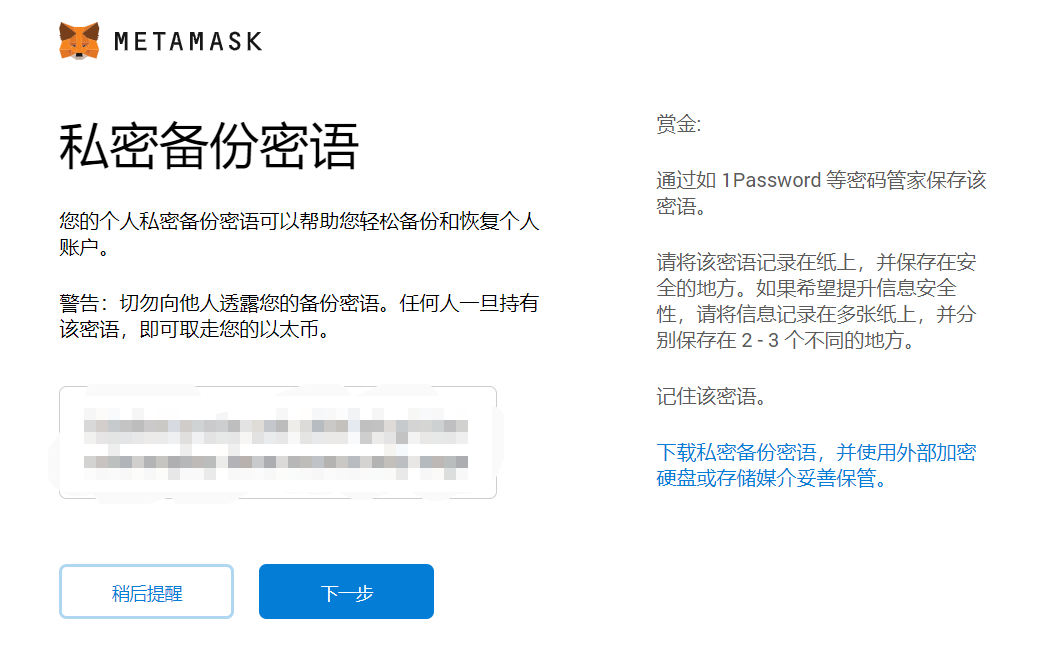 METAMASK
私密备份密语
您的个人私密备份密语可以帮助您轻松备份和恢复个人
账户。
警告：切勿向他人透露您的备份密语。任何人一旦持有
该密语，即可取走您的以太币。
稍后提醒
下一步
赏金:
通过如 1Password 等密码管家保存该
密语。
请将该密语记录在纸上，并保存在安
全的地方。如果希望提升信息安全
性，请将信息记录在多张纸上，并分
别保存在 2 - 3 个不同的地方。
记住该密语。
下载私密备份密语，并使用外部加密
硬盘或存储媒介妥善保管。